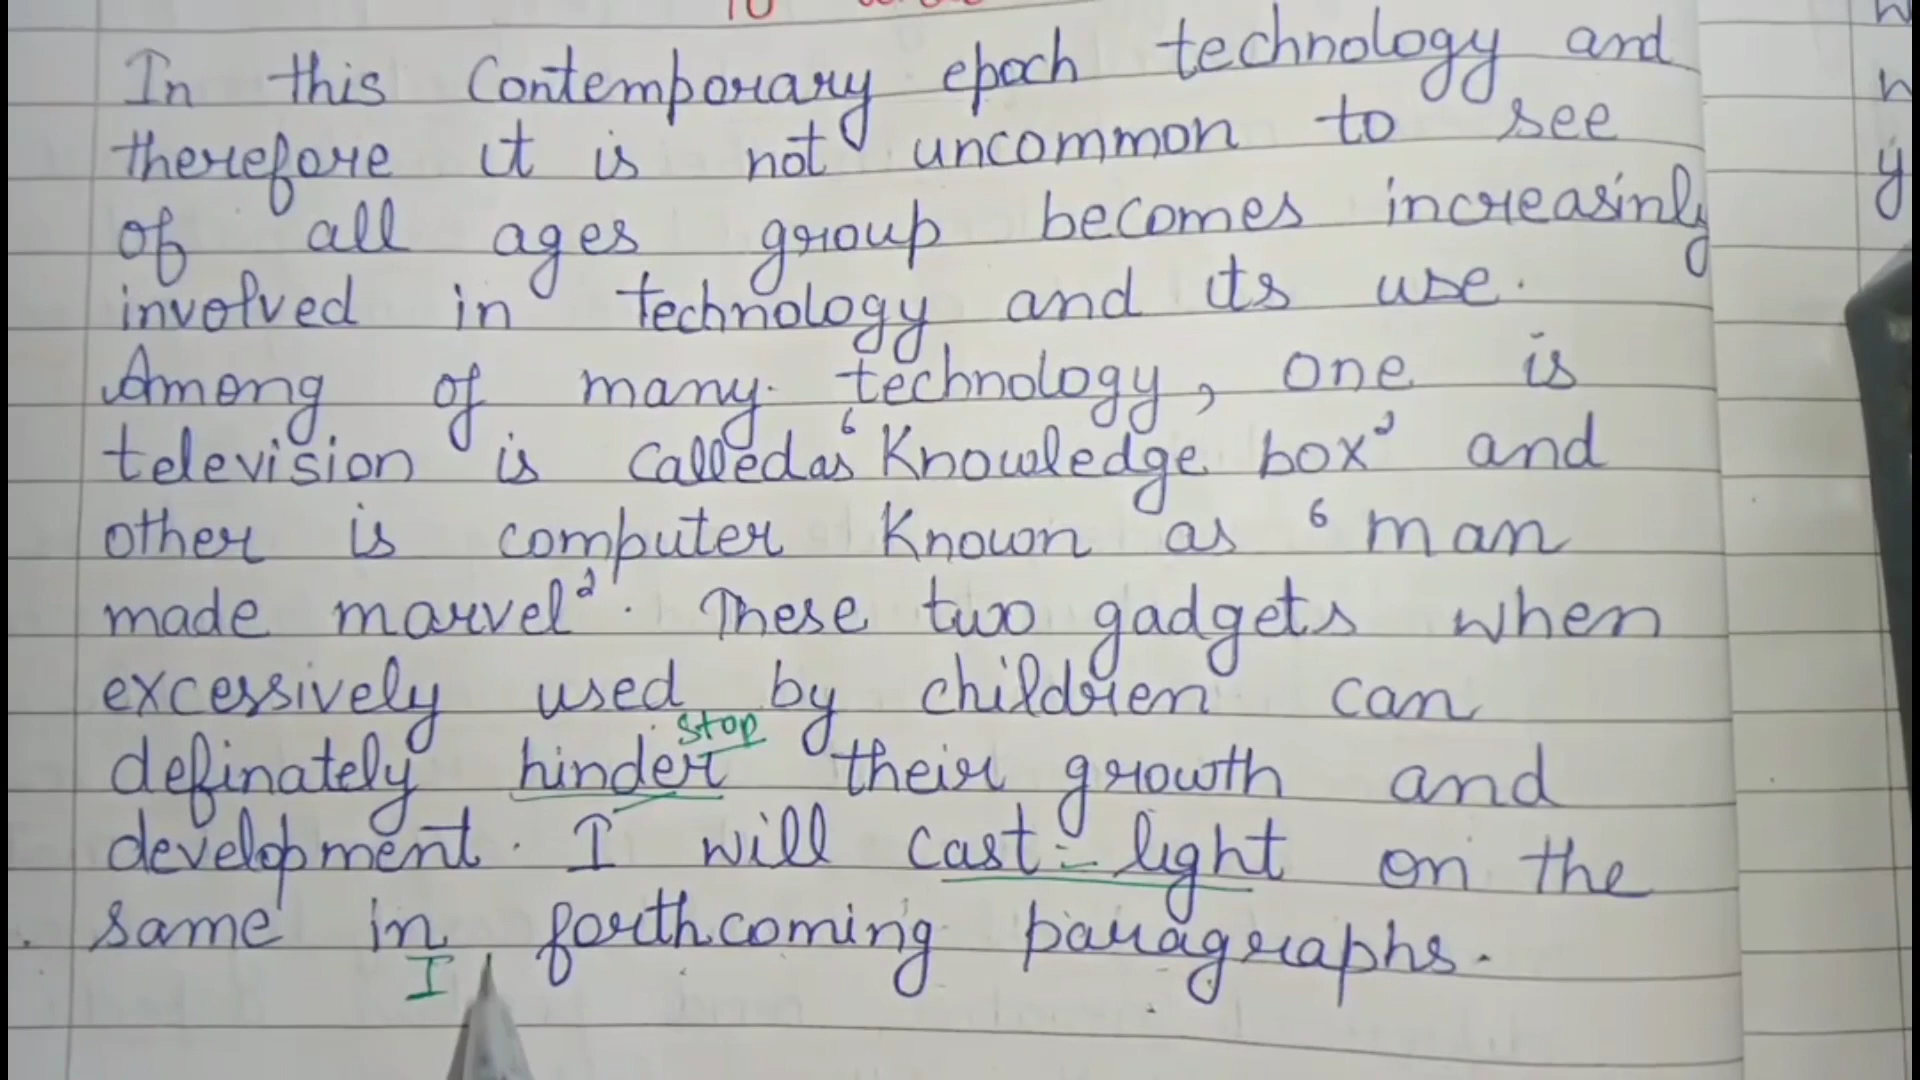 10
In this Contemporary epoch technology and
therefore it is not uncommon to see
of all ages group becomes increasinly
involved in technology and its use.
Among of many technology, one is
television is called as 'Knowledge box' and
other is computer Known as 'man
made marvel'. These two gadgets when
excessively used by children can
stop
definately hinder their growth and
development. I will cast light on the
same in forthcoming paragraphs.
I